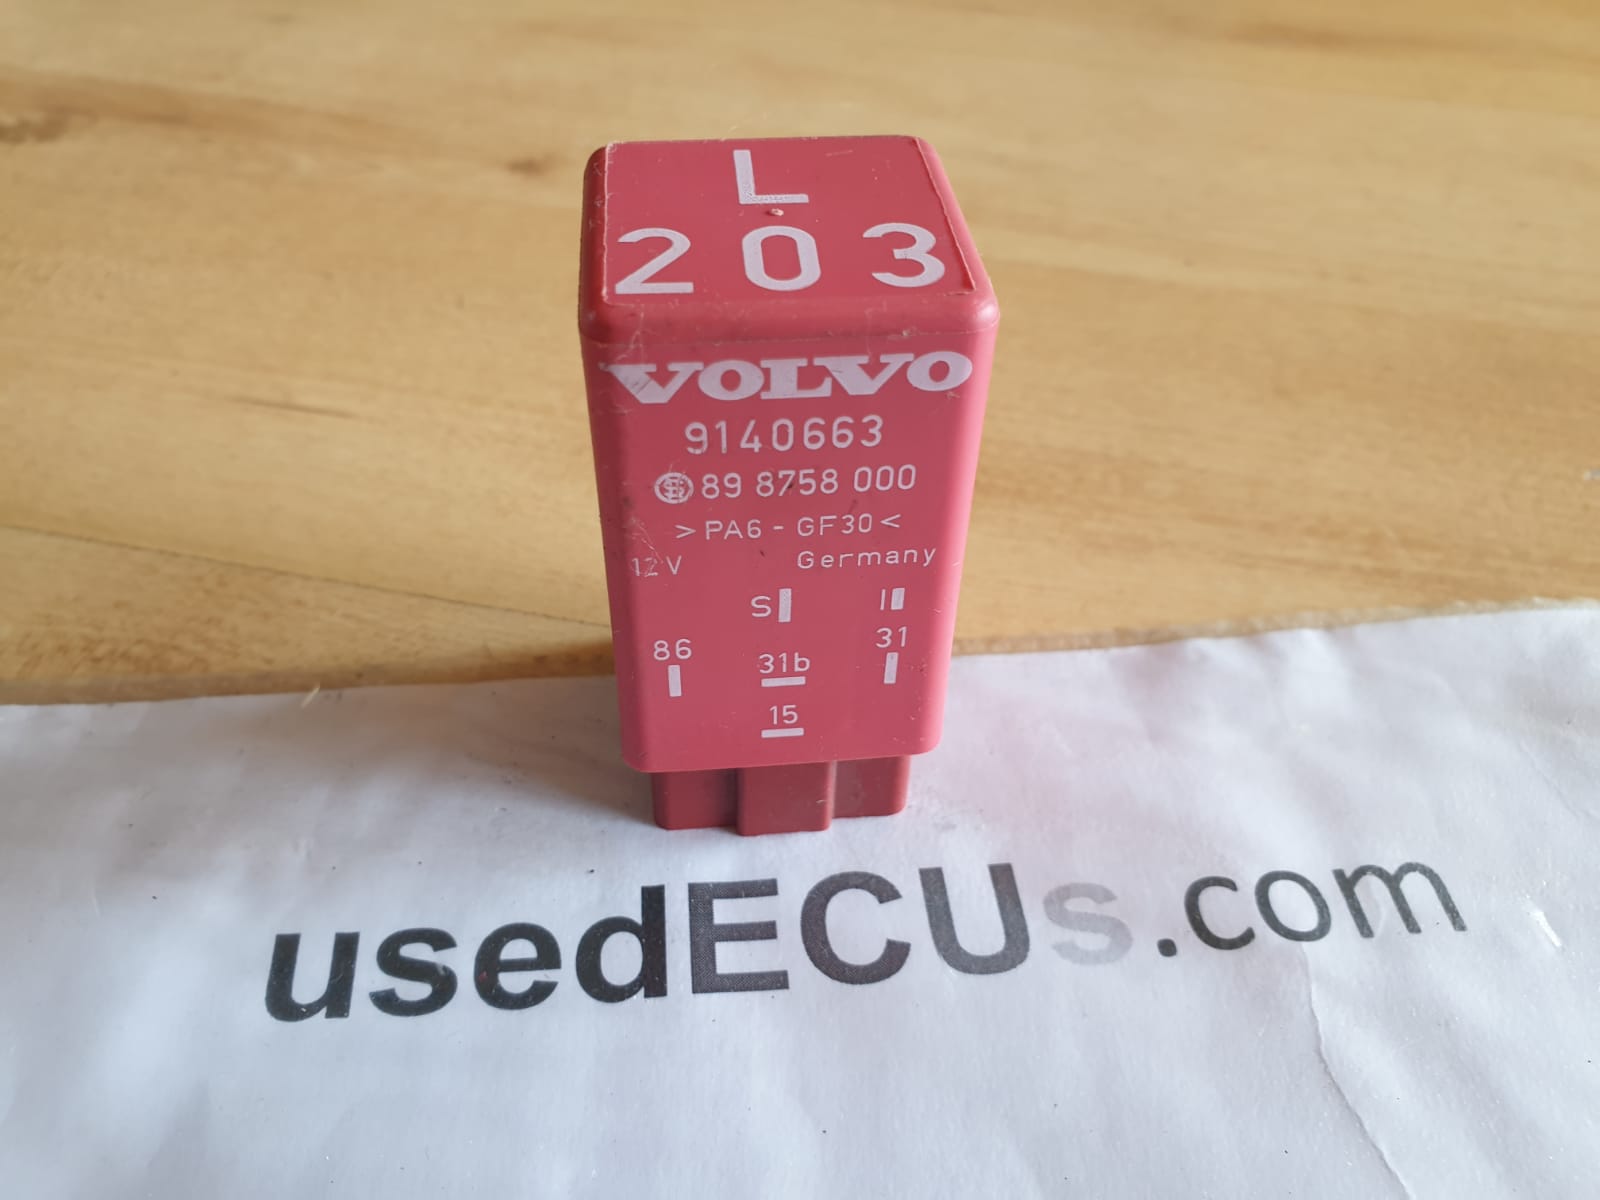 L
203
VOLVO
9140663
89 8758 000
>PA6-GF30<
12V Germany
S I
86 31b 31
15
usedECUs.com